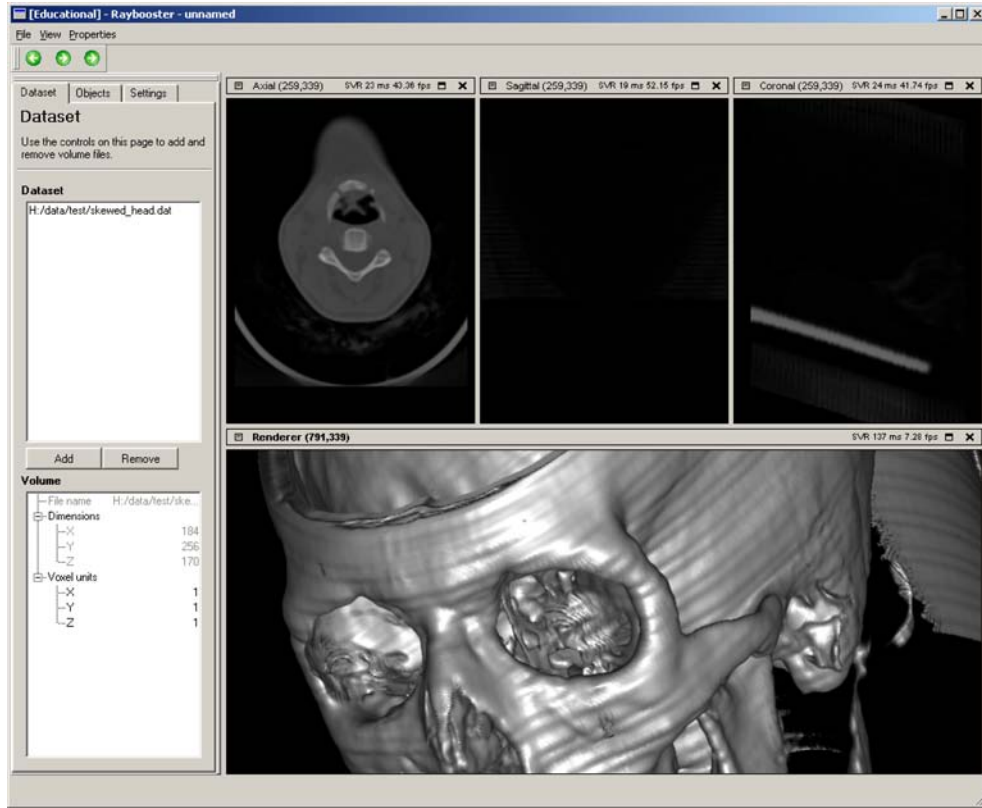 [Educational] - Raybooster - unnamed
File View Properties
Dataset Objects Settings
Dataset
Use the controls on this page to add and
remove volume files.
Dataset
H:/data/test/skewed_head.dat
Add Remove
Volume
File name H:/data/test/ske...
Dimensions
X 184
Y 256
Z 170
Voxel units
X 1
Y 1
Z 1
Axial (259,339) SVR 23 ms 43.36 fps
Sagittal (259,339) SVR 19 ms 52.15 fps
Coronal (259,339) SVR 24 ms 41.74 fps
Renderer (791,339) SVR 137 ms 7.28 fps